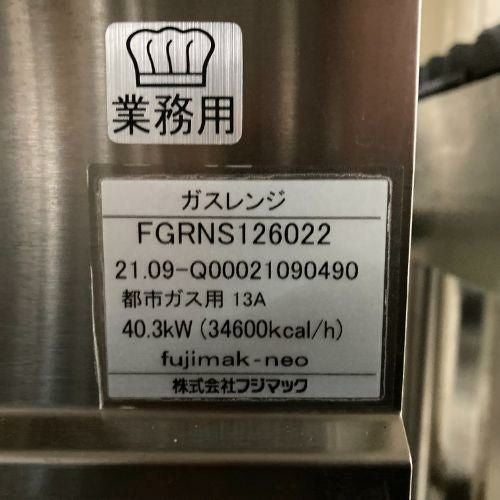 業務用
ガスレンジ
FGRNS126022
21.09-Q00021090490
都市ガス用 13A
40.3kW (34600kcal/h)
fujimak-neo
株式会社フジマック